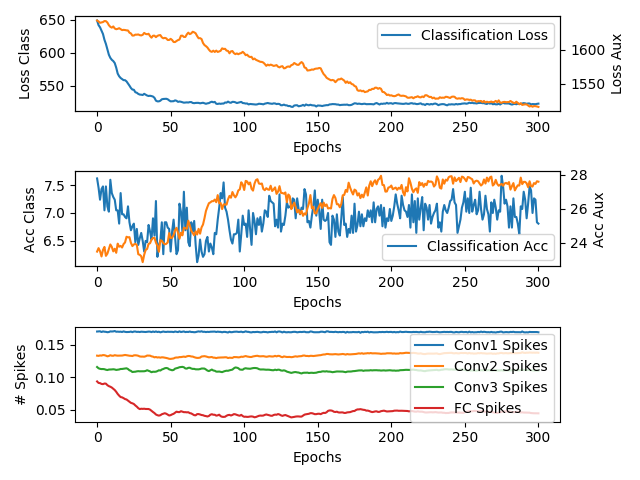 650
600
550
Loss Class
Classification Loss
1600
1550
Loss Aux
0 50 100 150 200 250 300
Epochs
7.5
7.0
6.5
Acc Class
Classification Acc
28
26
24
Acc Aux
0 50 100 150 200 250 300
Epochs
0.15
0.10
0.05
# Spikes
Conv1 Spikes
Conv2 Spikes
Conv3 Spikes
FC Spikes
0 50 100 150 200 250 300
Epochs